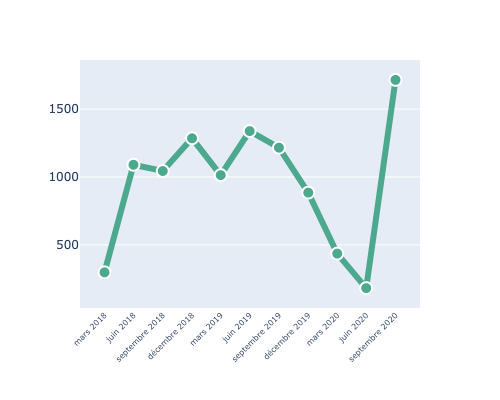 1500
1000
500
mars 2018
juin 2018
septembre 2018
décembre 2018
mars 2019
juin 2019
septembre 2019
décembre 2019
mars 2020
juin 2020
septembre 2020